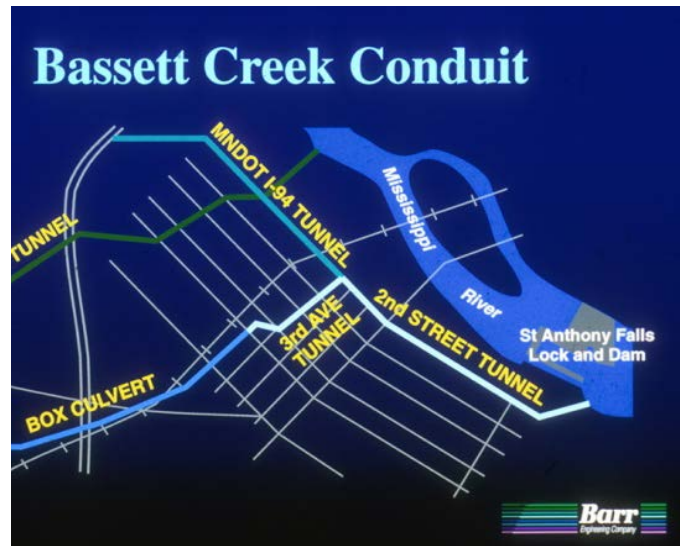 Bassett Creek Conduit
MNDOT I-94 TUNNEL
TUNNEL
Mississippi
River
3rd AVE
TUNNEL
2nd STREET TUNNEL
St Anthony Falls
Lock and Dam
BOX CULVERT
Barr
Engineering Company